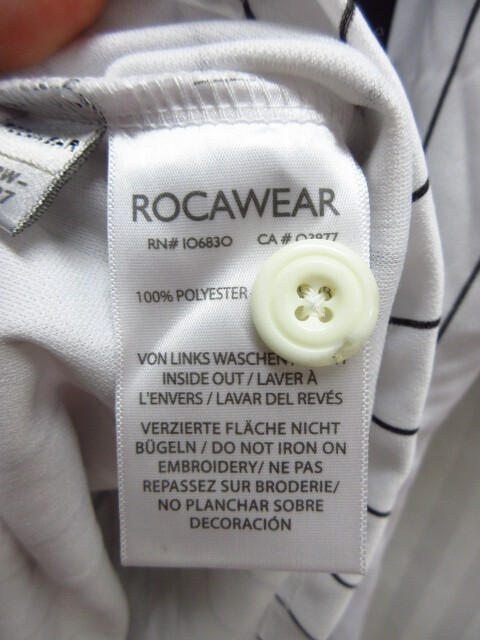 ROCAWEAR
RN# 106830 CA #
100% POLYESTER
VON LINKS WASCHEN
INSIDE OUT / LAVER À
L'ENVERS / LAVAR DEL REVÉS
VERZIERTE FLÄCHE NICHT
BÜGELN / DO NOT IRON ON
EMBROIDERY/ NE PAS
REPASSEZ SUR BRODERIE/
NO PLANCHAR SOBRE
DECORACIÓN